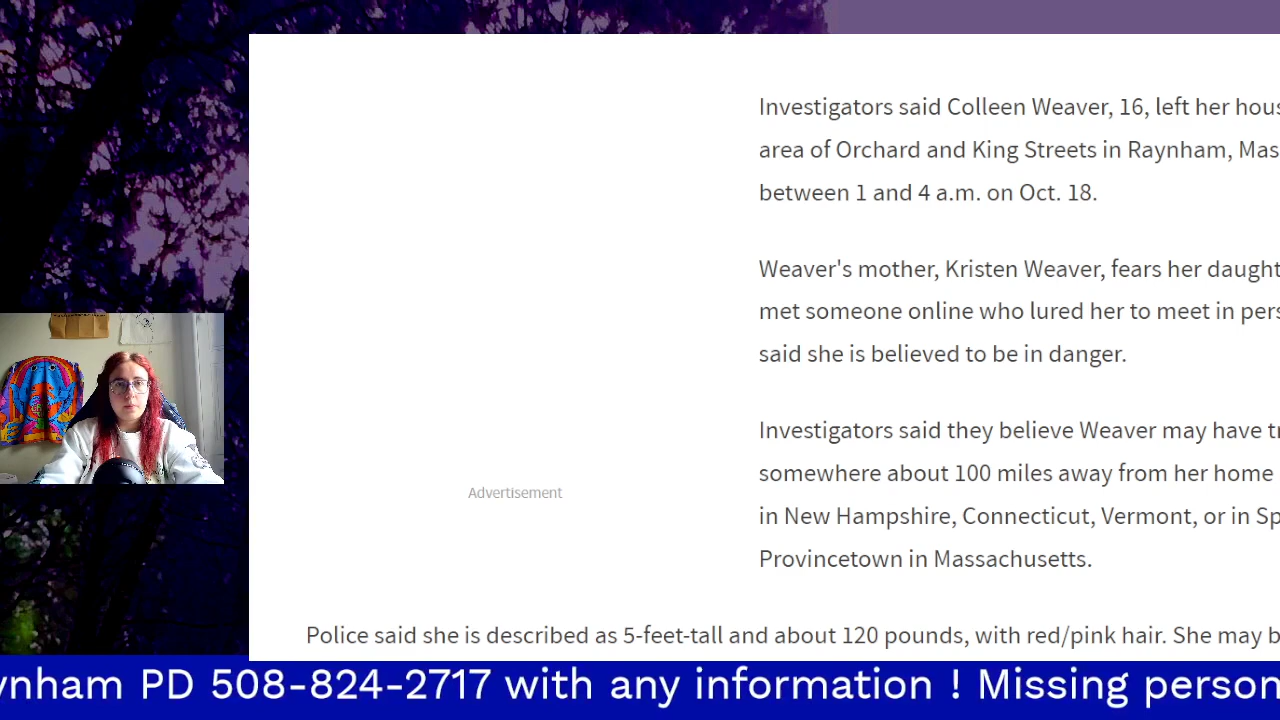 Investigators said Colleen Weaver, 16, left her hous
area of Orchard and King Streets in Raynham, Mas
between 1 and 4 a.m. on Oct. 18.
Weaver's mother, Kristen Weaver, fears her daught
met someone online who lured her to meet in pers
said she is believed to be in danger.
Investigators said they believe Weaver may have tr
somewhere about 100 miles away from her home
in New Hampshire, Connecticut, Vermont, or in Sp
Provincetown in Massachusetts.
Advertisement
Police said she is described as 5-feet-tall and about 120 pounds, with red/pink hair. She may b
ynham PD 508-824-2717 with any information ! Missing person